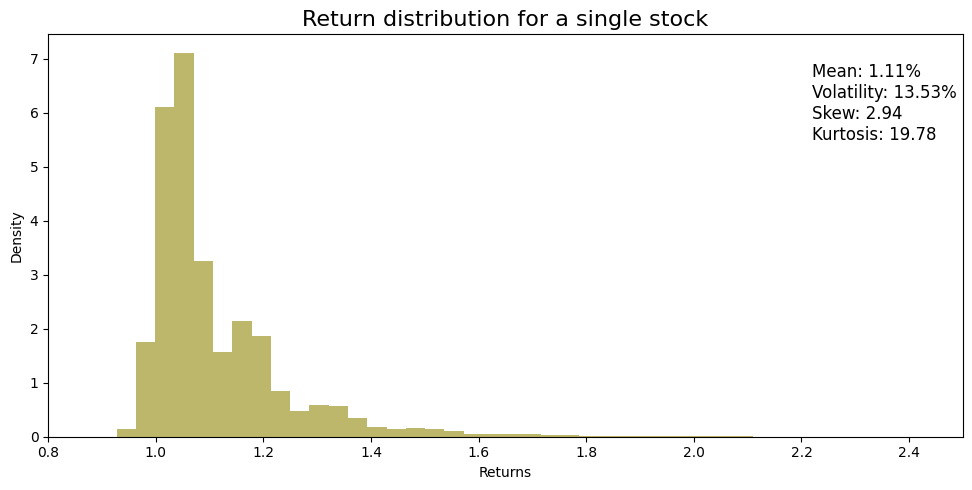 Return distribution for a single stock
Mean: 1.11%
Volatility: 13.53%
Skew: 2.94
Kurtosis: 19.78
Density
7
6
5
4
3
2
1
0
0.8 1.0 1.2 1.4 1.6 1.8 2.0 2.2 2.4
Returns